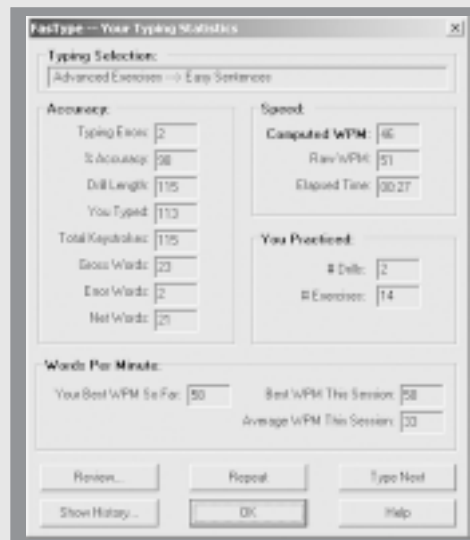 FasType -- Your Typing Statistics
Typing Selection:
Advanced Exercises --> Easy Sentences
Accuracy:
Typing Errors: 2
% Accuracy: 98
Drill Length: 115
You Typed: 113
Total Keystrokes: 115
Gross Words: 23
Error Words: 2
Net Words: 21
Speed:
Computed WPM: 46
Raw WPM: 51
Elapsed Time: 00:27
You Practiced:
# Drills: 2
# Exercises: 14
Words Per Minute:
Your Best WPM So Far: 58
Best WPM This Session: 58
Average WPM This Session: 33
Review...
Repeat
Type Next
Show History...
OK
Help